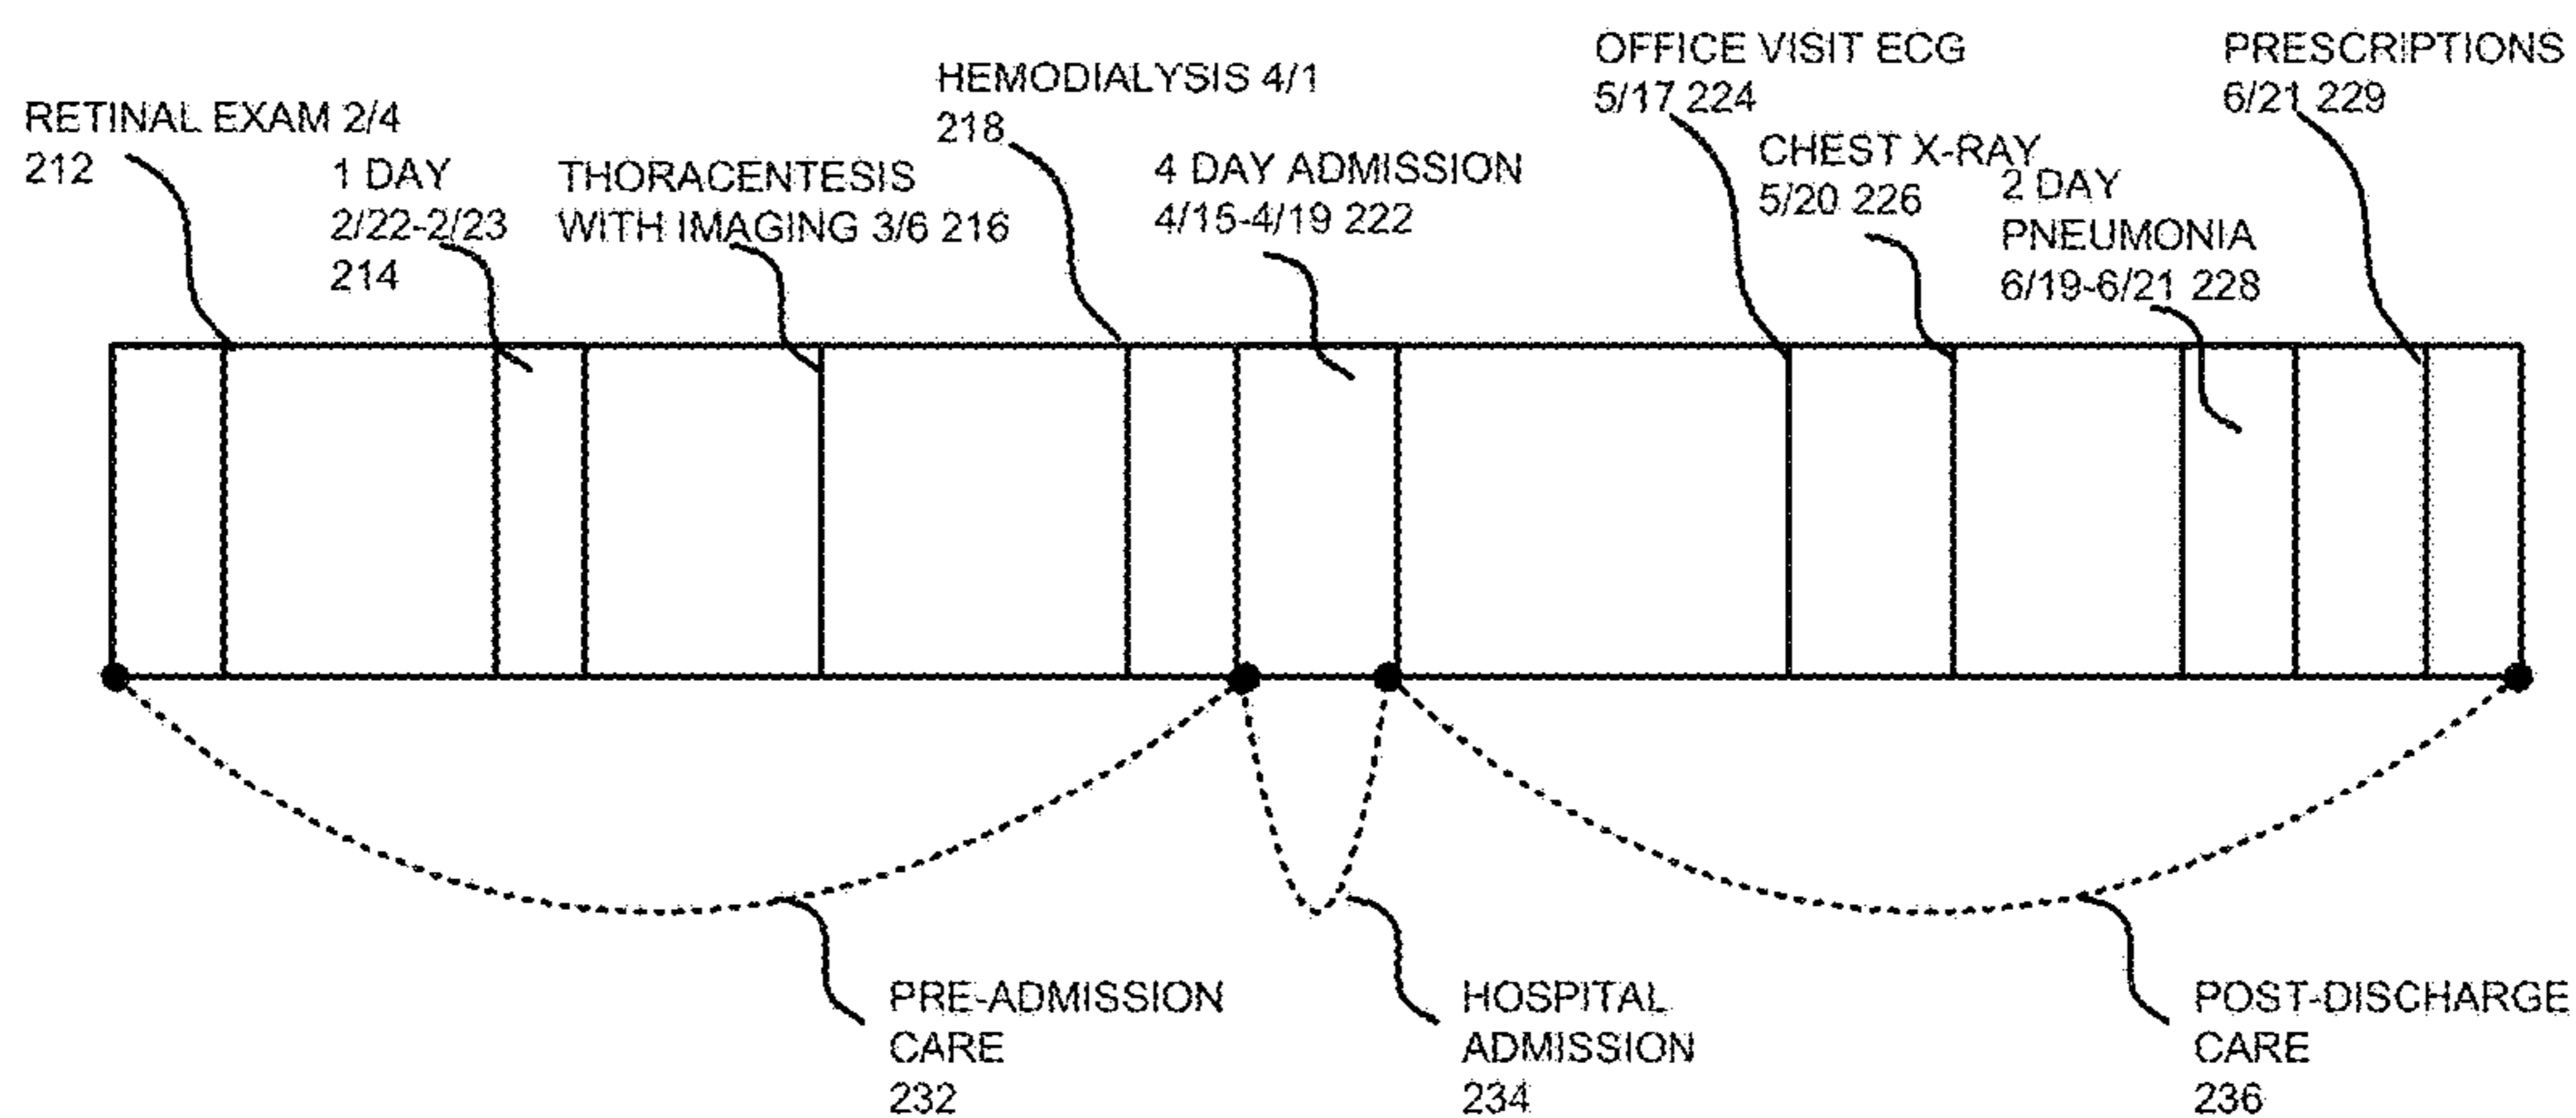 RETINAL EXAM 2/4
212
1 DAY
2/22-2/23
214
THORACENTESIS
WITH IMAGING 3/6 216
HEMODIALYSIS 4/1
218
4 DAY ADMISSION
4/15-4/19 222
OFFICE VISIT ECG
5/17 224
CHEST X-RAY
5/20 226
2 DAY
PNEUMONIA
6/19-6/21 228
PRESCRIPTIONS
6/21 229
PRE-ADMISSION
CARE
232
HOSPITAL
ADMISSION
234
POST-DISCHARGE
CARE
236